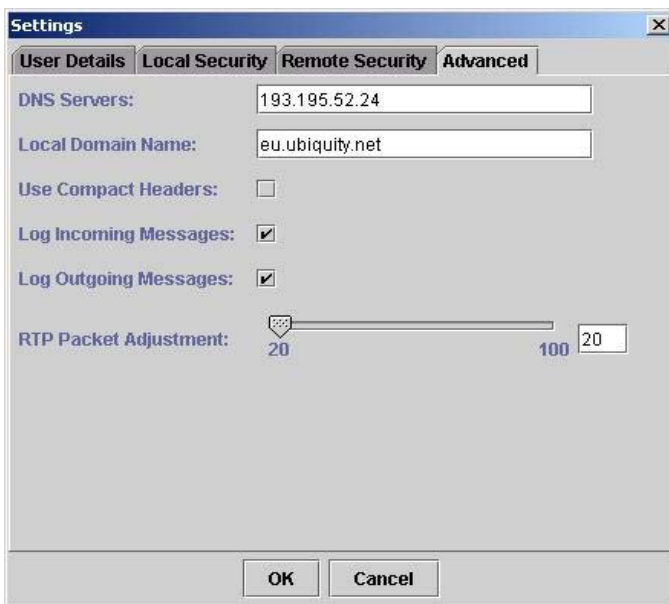 Settings
User Details Local Security Remote Security Advanced
DNS Servers: 193.195.52.24
Local Domain Name: eu.ubiquity.net
Use Compact Headers:
Log Incoming Messages:
Log Outgoing Messages:
RTP Packet Adjustment: 20 100 20
OK Cancel